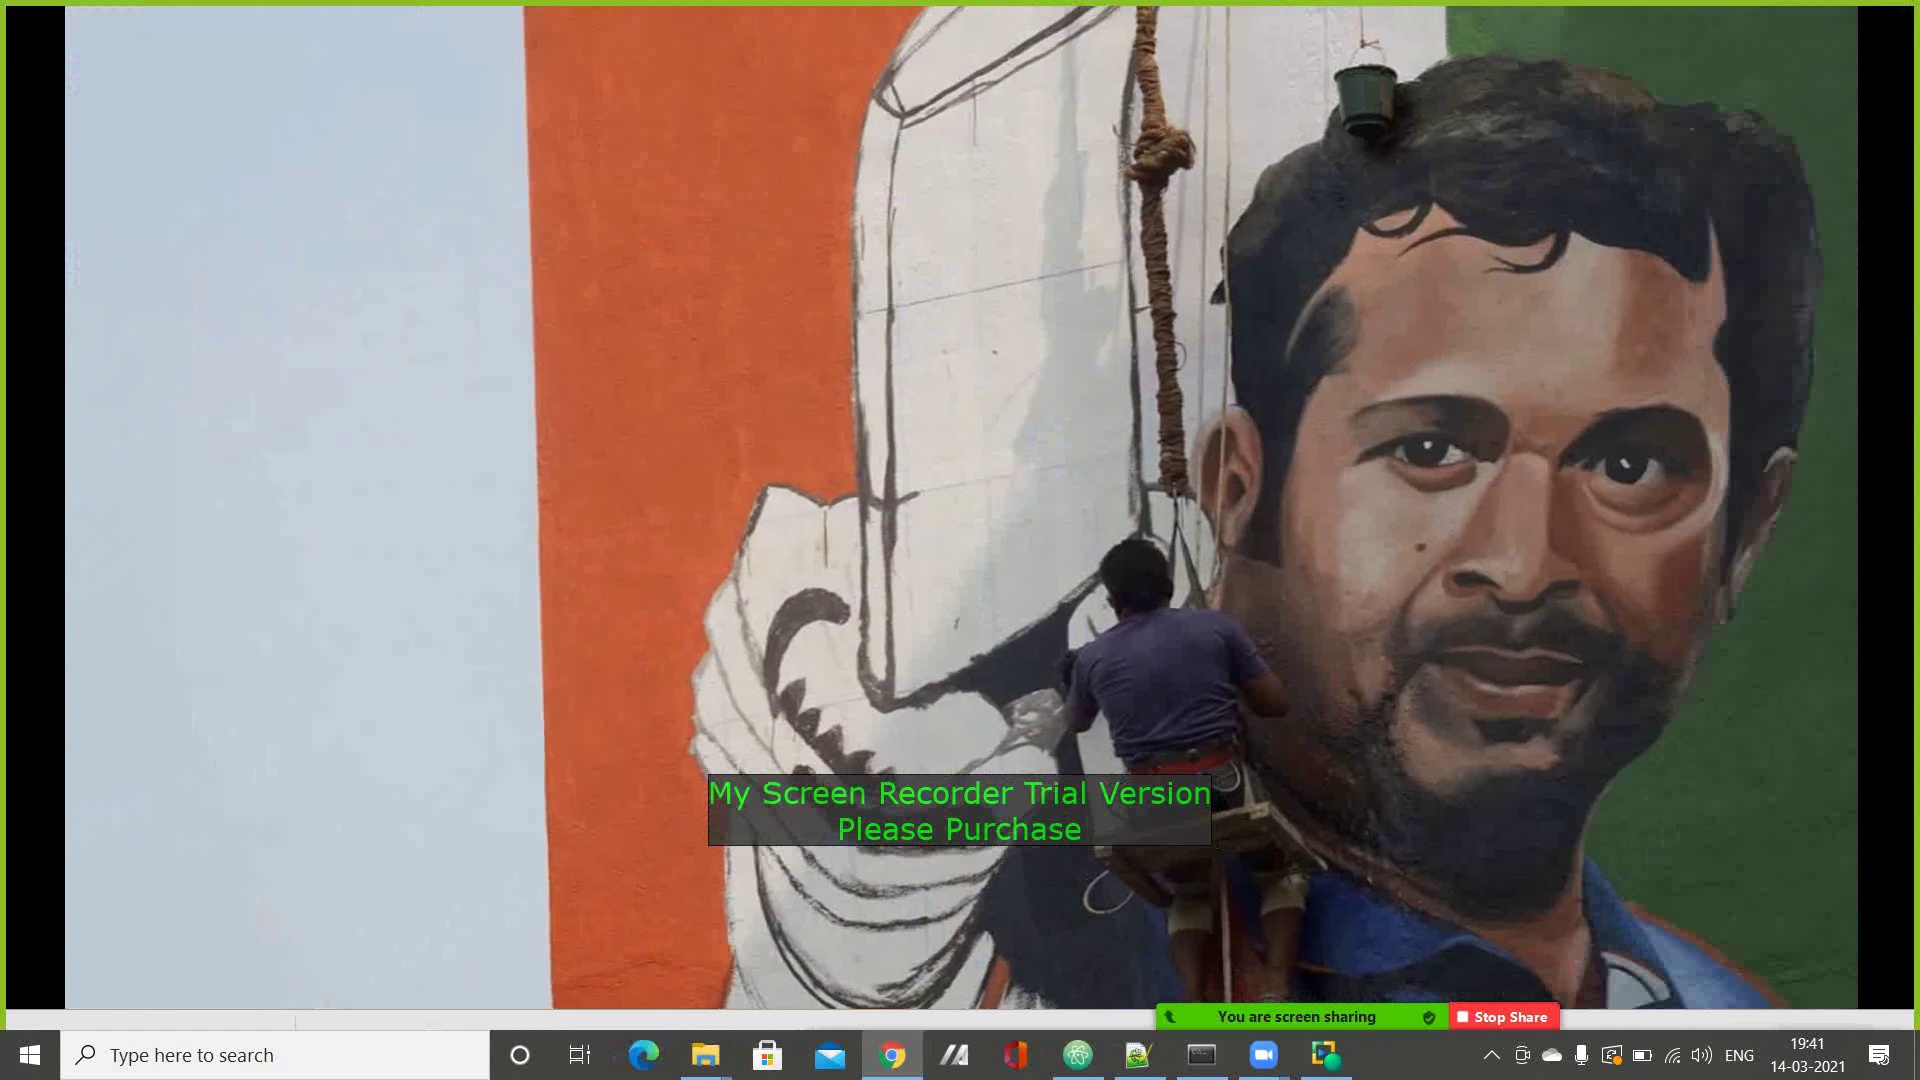 My Screen Recorder Trial Version
Please Purchase
You are screen sharing
Stop Share
Type here to search
ENG
19:41
14-03-2021